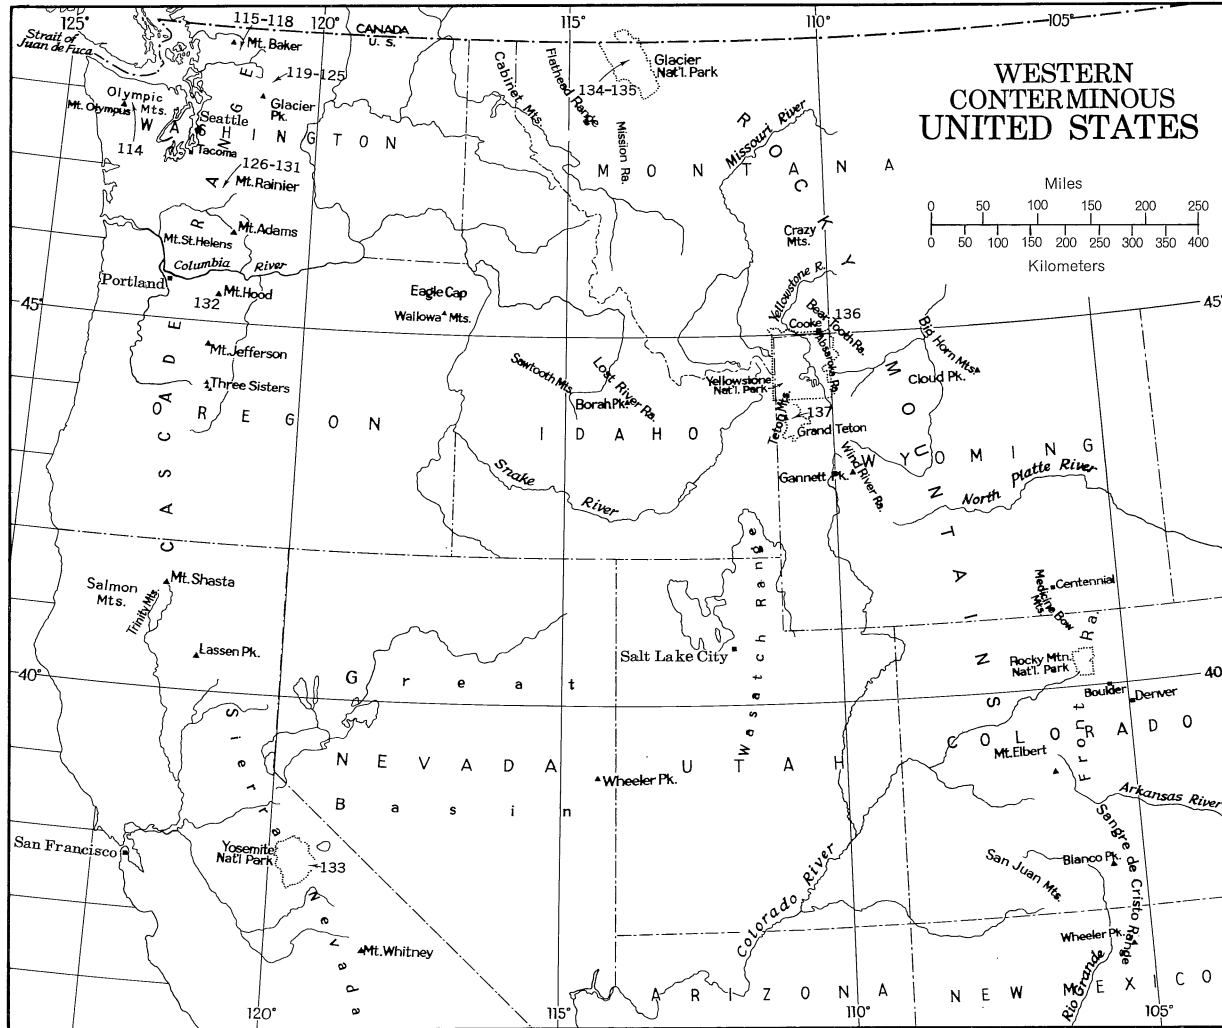 125°
115-118
120°
CANADA
U. S.
115°
110°
105°
Strait of
Juan de Fuca
Mt. Baker
119-125
Glacier
Pk.
Olympic
Mts.
Mt. Olympus
Seattle
WASHINGTON
114
Tacoma
126-131
Mt. Rainier
Mt. Adams
Mt. St. Helens
Columbia River
Portland
Mt. Hood
132
45°
Mt. Jefferson
Three Sisters
CASCADE RANGE
OREGON
Eagle Cap
Wallowa Mts.
Cabinet Mts.
Flathead Range
Mission Ra.
134-135
Glacier
Nat'l. Park
MONTANA
Missouri River
ROCKY MOUNTAINS
WESTERN
CONTERMINOUS
UNITED STATES
Miles
0 50 100 150 200 250
0 50 100 150 200 250 300 350 400
Kilometers
Crazy
Mts.
Yellowstone R.
136
Cooke
Bear Tooth Ra.
Absaroka Ra.
Big Horn Mts.
Cloud Pk.
45°
Yellowstone
Nat'l. Park
Teton Mts.
137
Grand Teton
Sawtooth Mts.
Lost River Ra.
Borah Pk.
IDAHO
Snake River
Gannett Pk.
Wind River Ra.
WYOMING
North Platte River
Salmon
Mts.
Trinity Mts.
Mt. Shasta
Lassen Pk.
40°
Great
Basin
Salt Lake City
Wasatch Range
Centennial
Medicine Bow
Mts.
Rocky Mtn.
Nat'l. Park
Front Ra.
Boulder
Denver
40°
COLORADO
Mt. Elbert
Arkansas River
NEVADA
UTAH
Wheeler Pk.
Sierra Nevada
San Francisco
Yosemite
Nat'l Park
133
Mt. Whitney
Colorado River
San Juan Mts.
Blanco Pk.
Sangre de Cristo Range
Wheeler Pk.
Rio Grande
ARIZONA
NEW MEXICO
120°
115°
110°
105°